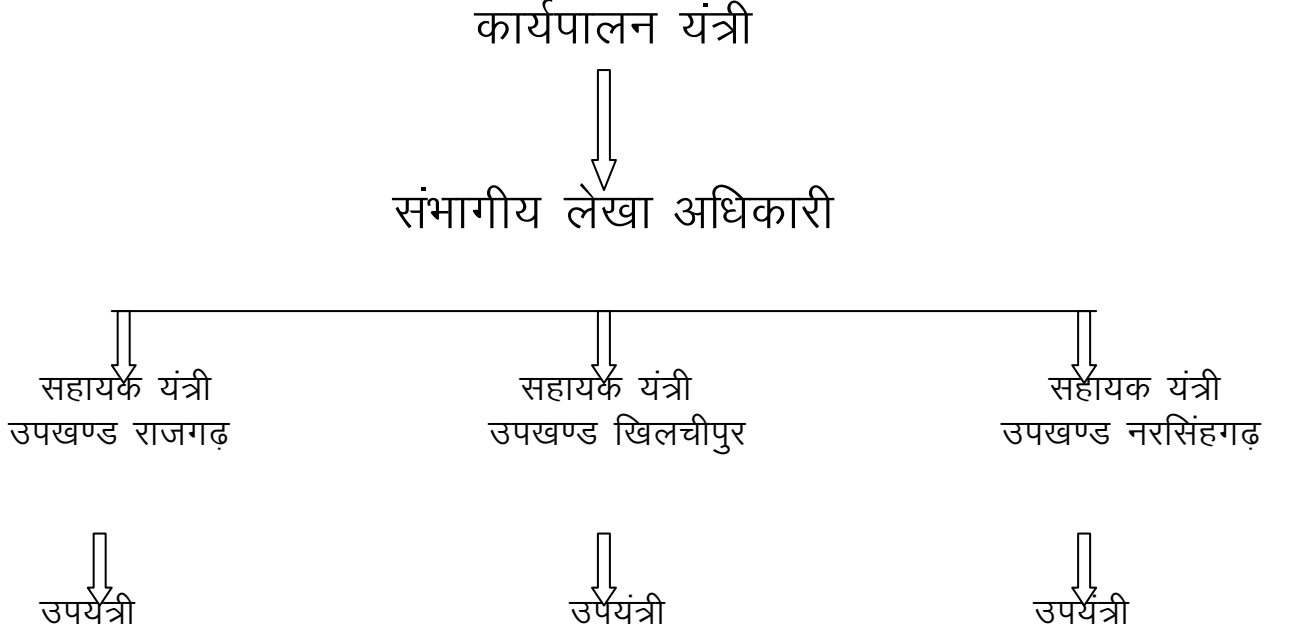 कार्यपालन यंत्री
संभागीय लेखा अधिकारी
सहायक यंत्री सहायक यंत्री सहायक यंत्री
उपखण्ड राजगढ़ उपखण्ड खिलचीपुर उपखण्ड नरसिंहगढ़
उपयंत्री उपयंत्री उपयंत्री